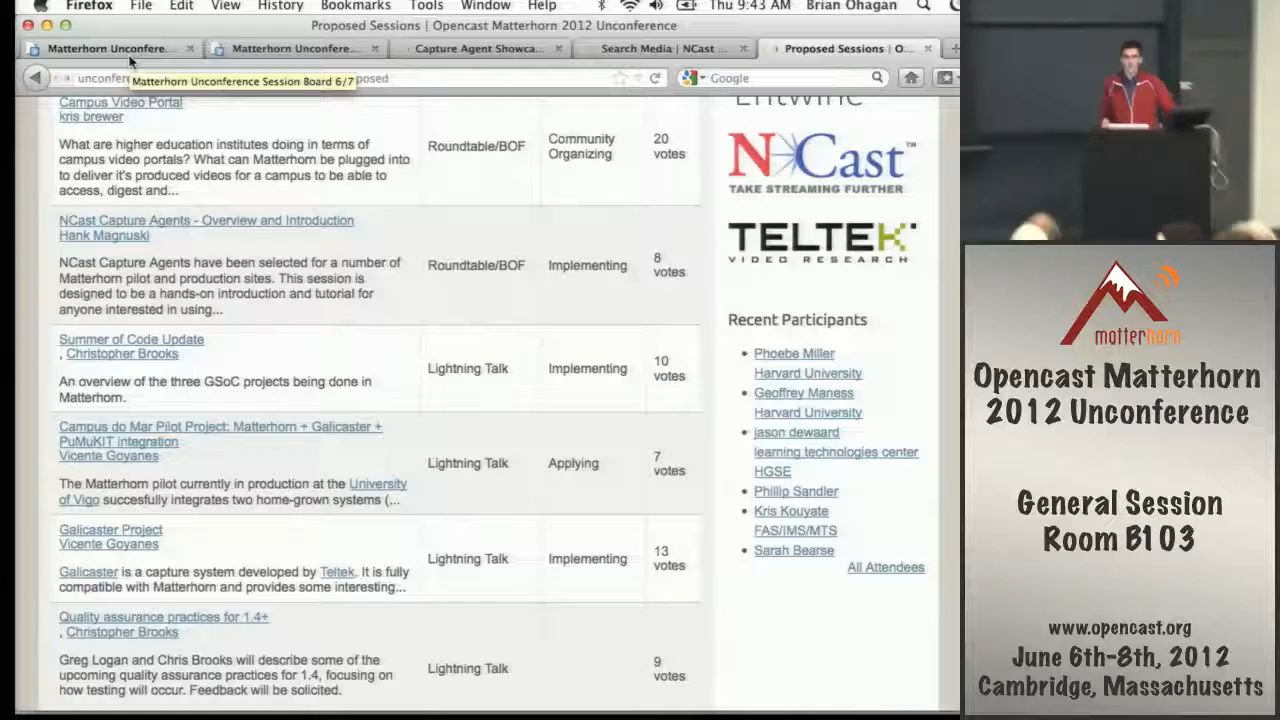 Firefox File Edit View History Bookmarks Tools Window Help Thu 9:43 AM Brian Ohagan
Proposed Sessions | Opencast Matterhorn 2012 Unconference
Matterhorn Unconfere... Matterhorn Unconfere... Capture Agent Showca... Search Media | NCast ... Proposed Sessions | O...
Google
Matterhorn Unconference Session Board 6/7
Campus Video Portal
kris brewer
What are higher education institutes doing in terms of
campus video portals? What can Matterhorn be plugged into
to deliver it's produced videos for a campus to be able to
access, digest and...
Roundtable/BOF
Community
Organizing
20
votes
NCast Capture Agents - Overview and Introduction
Hank Magnuski
NCast Capture Agents have been selected for a number of
Matterhorn pilot and production sites. This session is
designed to be a hands-on introduction and tutorial for
anyone interested in using...
Roundtable/BOF
Implementing
8
votes
Summer of Code Update
, Christopher Brooks
An overview of the three GSoC projects being done in
Matterhorn.
Lightning Talk
Implementing
10
votes
Campus do Mar Pilot Project: Matterhorn + Galicaster +
PuMuKIT integration
Vicente Goyanes
The Matterhorn pilot currently in production at the University
of Vigo succesfully integrates two home-grown systems (...
Lightning Talk
Applying
7
votes
Galicaster Project
Vicente Goyanes
Galicaster is a capture system developed by Teltek. It is fully
compatible with Matterhorn and provides some interesting...
Lightning Talk
Implementing
13
votes
Quality assurance practices for 1.4+
, Christopher Brooks
Greg Logan and Chris Brooks will describe some of the
upcoming quality assurance practices for 1.4, focusing on
how testing will occur. Feedback will be solicited.
Lightning Talk
9
votes
Entwine
NCast™
TAKE STREAMING FURTHER
TELTEK
VIDEO RESEARCH
Recent Participants
Phoebe Miller
Harvard University
Geoffrey Maness
Harvard University
jason dewaard
learning technologies center
HGSE
Phillip Sandler
Kris Kouyate
FAS/IMS/MTS
Sarah Bearse
All Attendees
matterhorn
Opencast Matterhorn
2012 Unconference
General Session
Room B103
www.opencast.org
June 6th-8th, 2012
Cambridge, Massachusetts